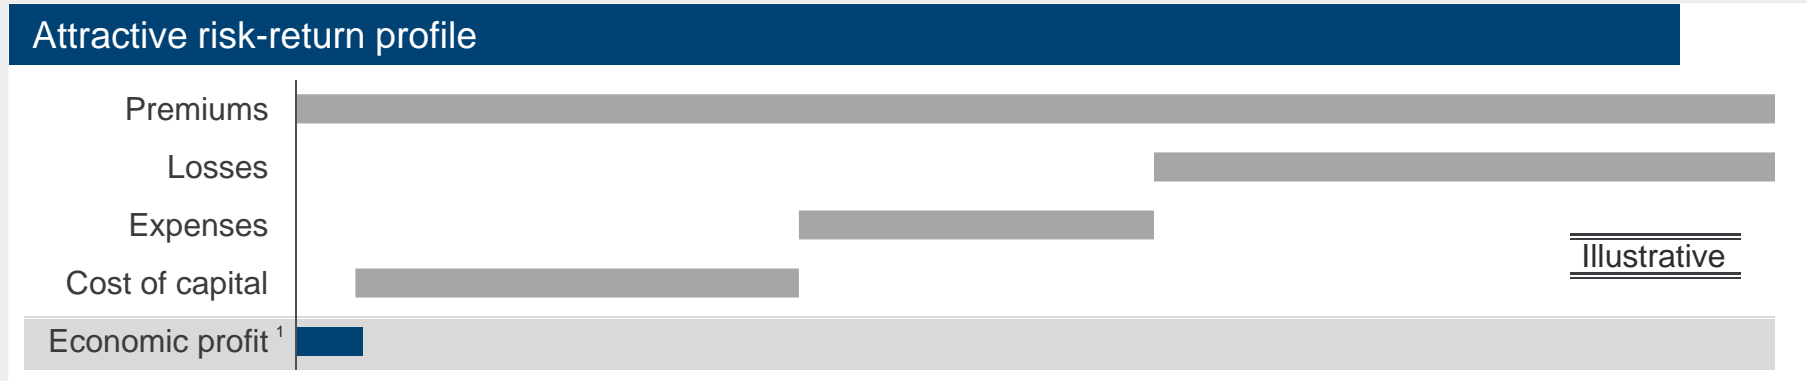 Attractive risk-return profile
Premiums
Losses
Expenses
Illustrative
Cost of capital
Economic profit 1